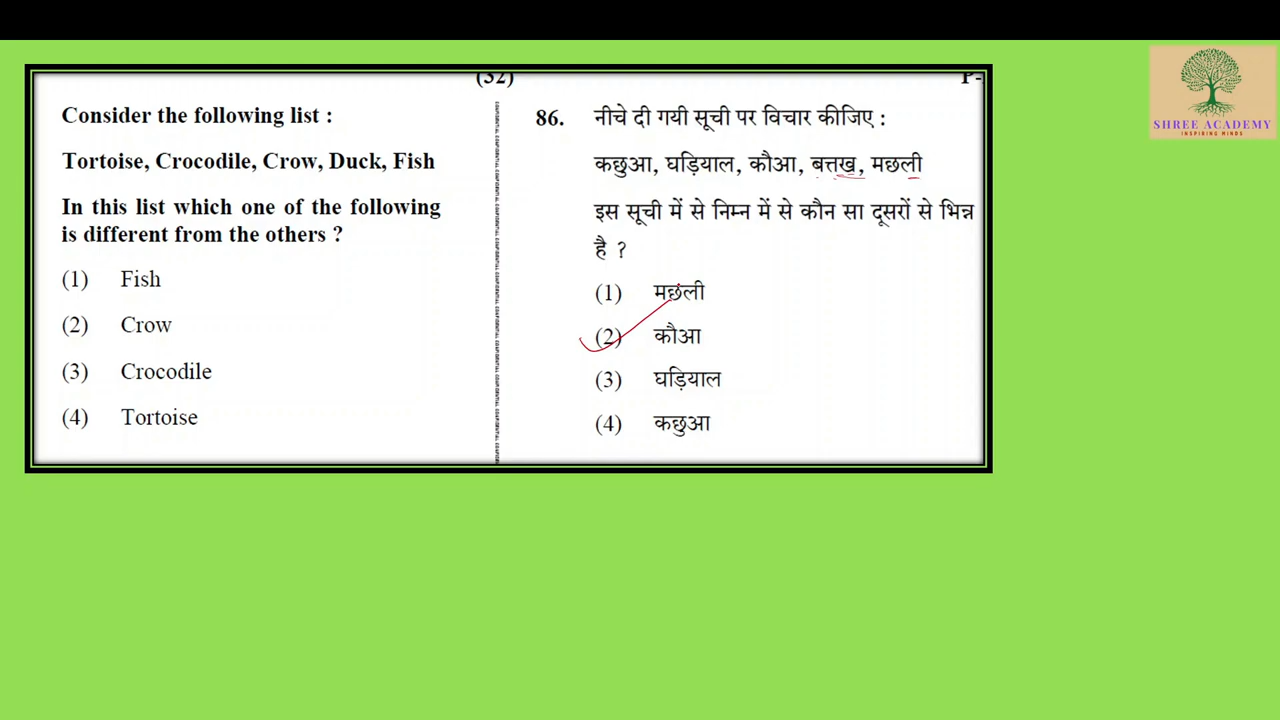 (32)
P-
SHREE ACADEMY
INSPIRING MINDS
Consider the following list :
Tortoise, Crocodile, Crow, Duck, Fish
In this list which one of the following
is different from the others ?
(1) Fish
(2) Crow
(3) Crocodile
(4) Tortoise
86. नीचे दी गयी सूची पर विचार कीजिए :
कछुआ, घड़ियाल, कौआ, बत्तख, मछली
इस सूची में से निम्न में से कौन सा दूसरों से भिन्न
है ?
(1) मछली
(2) कौआ
(3) घड़ियाल
(4) कछुआ